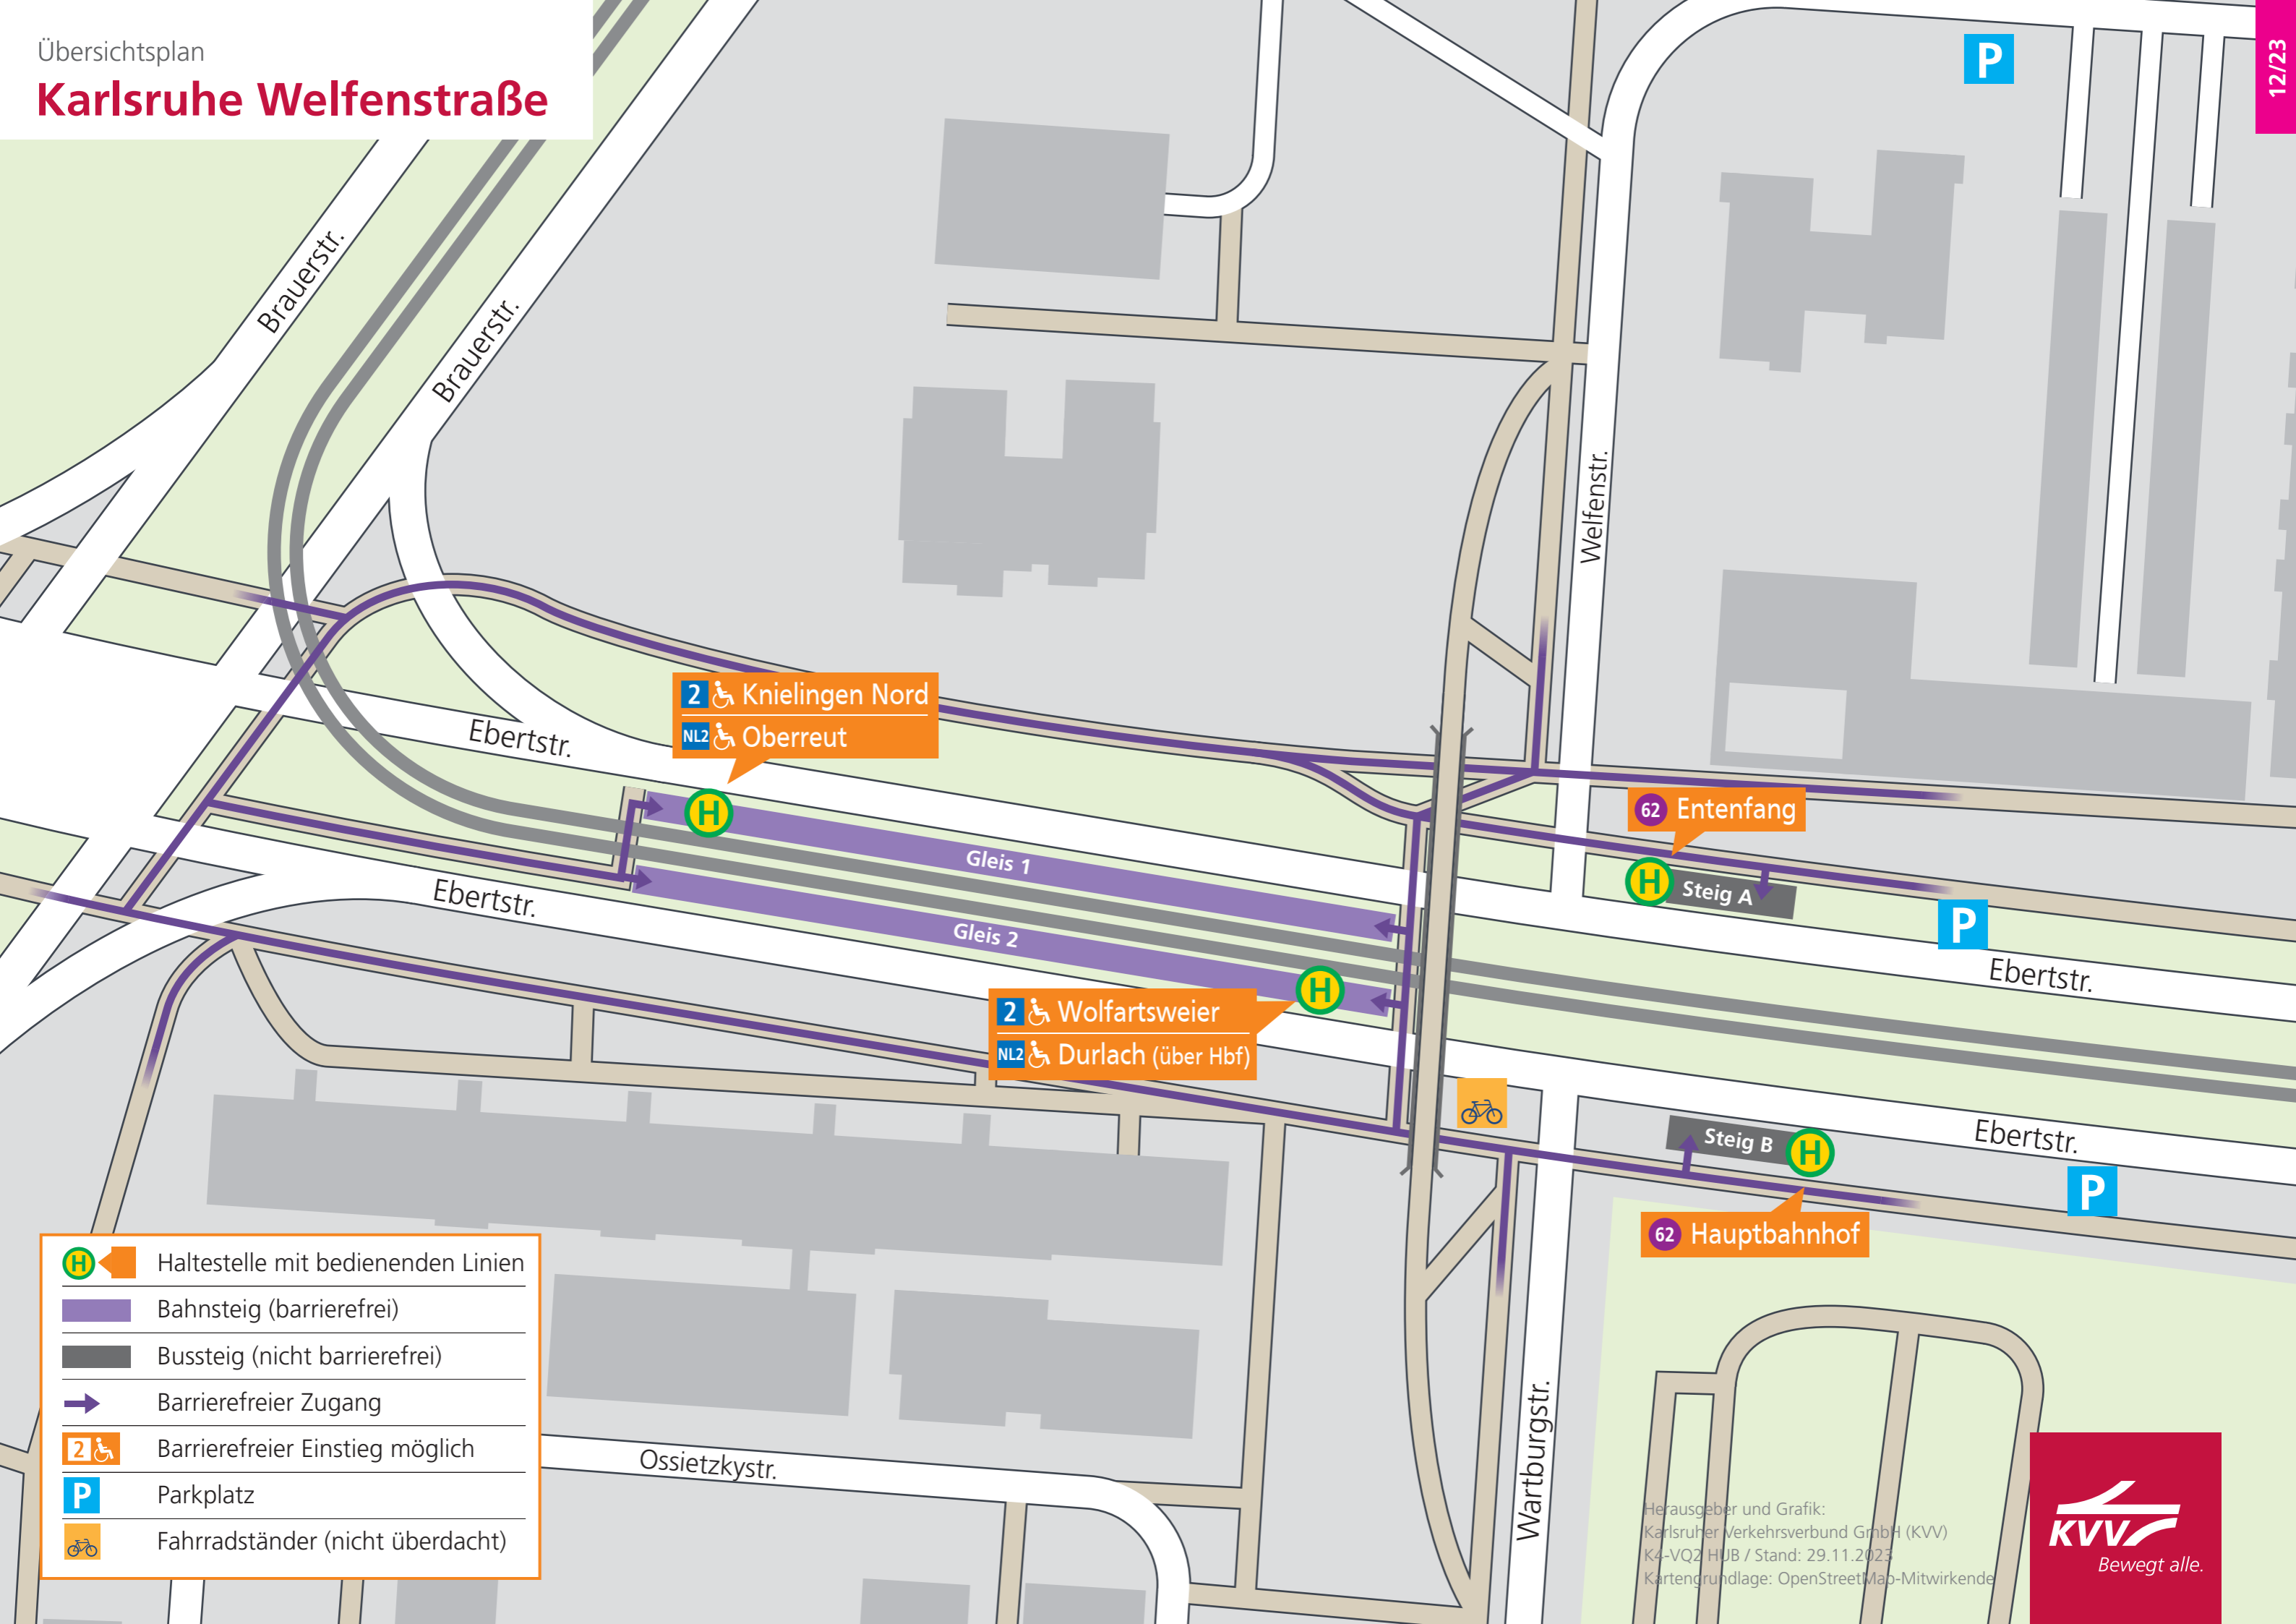 Übersichtsplan
Karlsruhe Welfenstraße
12/23
P
Brauerstr.
Brauerstr.
Welfenstr.
2 Knielingen Nord
NL2 Oberreut
Ebertstr.
H
62 Entenfang
Gleis 1
H
Steig A
Ebertstr.
Gleis 2
P
Ebertstr.
H
2 Wolfartsweier
NL2 Durlach (über Hbf)
Steig B
H
Ebertstr.
P
62 Hauptbahnhof
H Haltestelle mit bedienenden Linien
Bahnsteig (barrierefrei)
Bussteig (nicht barrierefrei)
Barrierefreier Zugang
2 Barrierefreier Einstieg möglich
P Parkplatz
Fahrradständer (nicht überdacht)
Ossietzkystr.
Wartburgstr.
Herausgeber und Grafik:
Karlsruher Verkehrsverbund GmbH (KVV)
K4-VQ2 HUB / Stand: 29.11.2023
Kartengrundlage: OpenStreetMap-Mitwirkende
KVV
Bewegt alle.